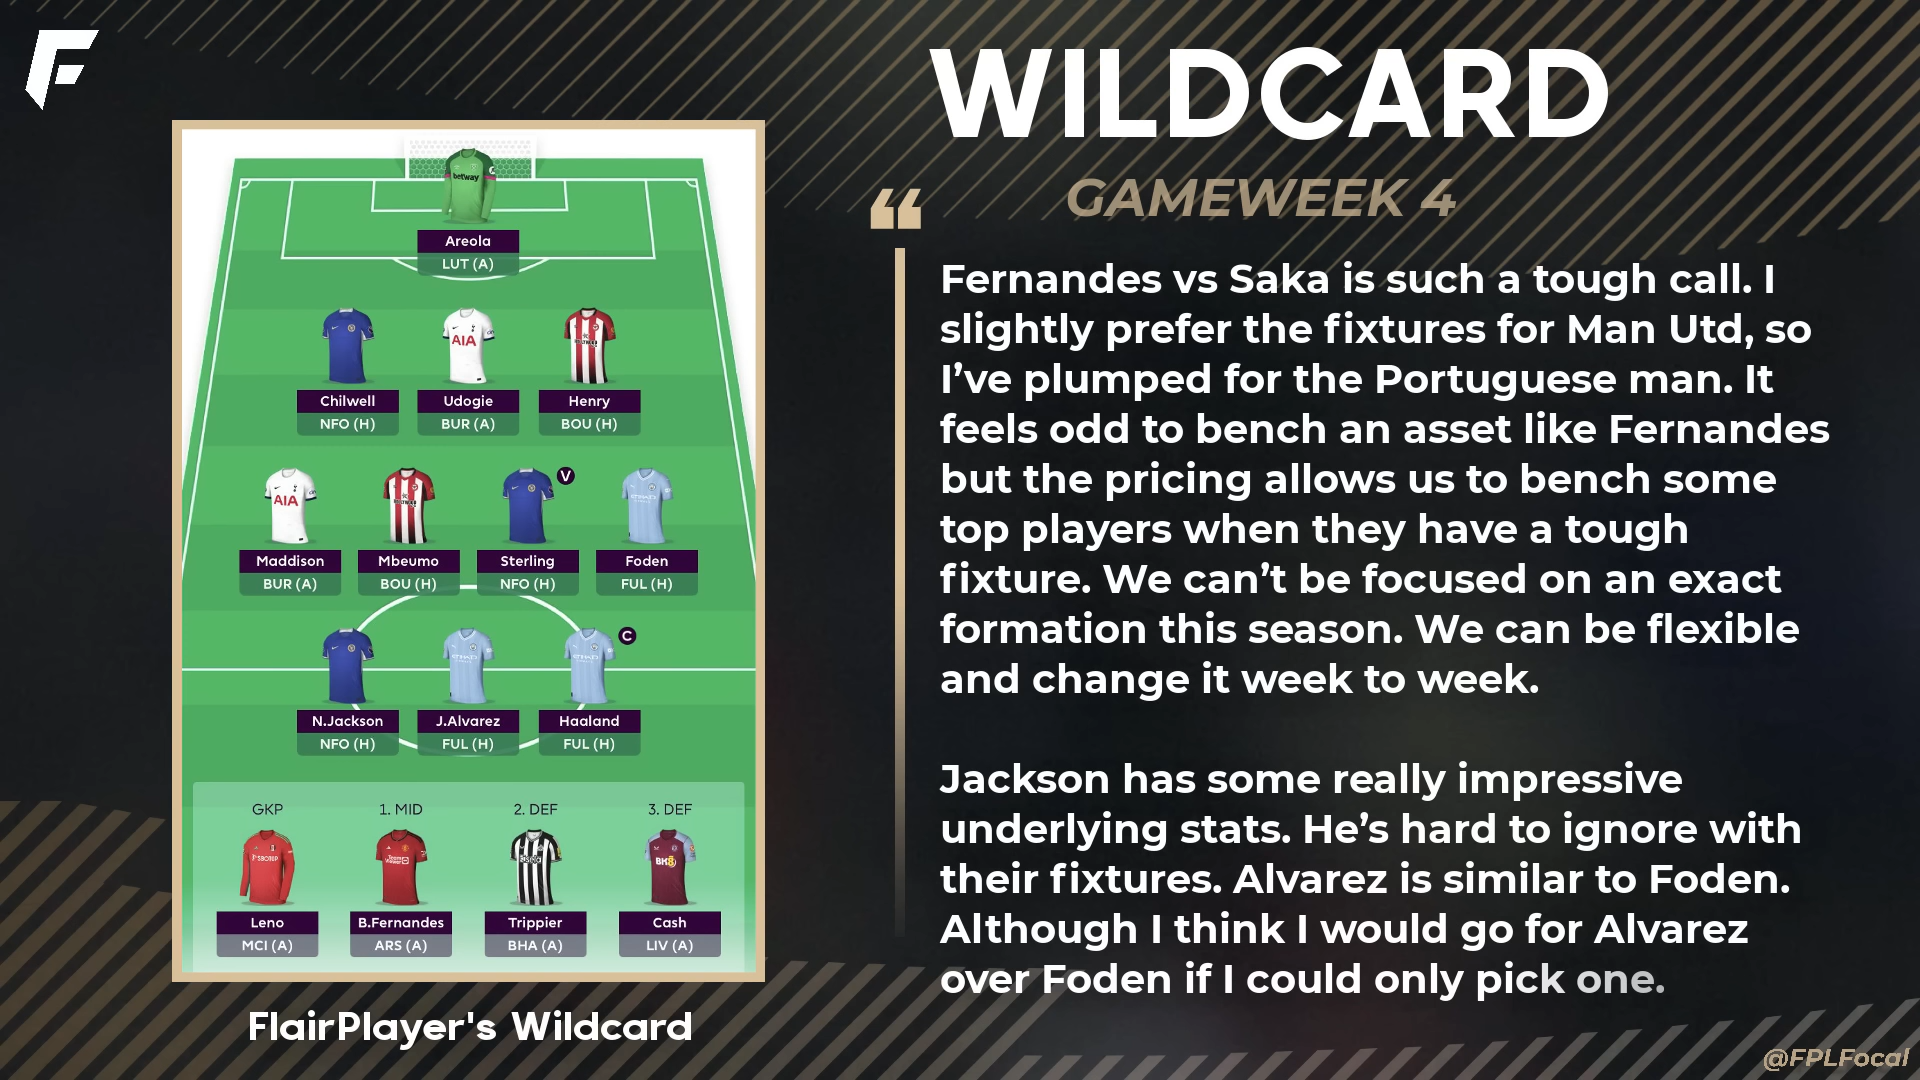 WILDCARD
GAMEWEEK 4
“
Fernandes vs Saka is such a tough call. I
slightly prefer the fixtures for Man Utd, so
I’ve plumped for the Portuguese man. It
feels odd to bench an asset like Fernandes
but the pricing allows us to bench some
top players when they have a tough
fixture. We can’t be focused on an exact
formation this season. We can be flexible
and change it week to week.
Jackson has some really impressive
underlying stats. He’s hard to ignore with
their fixtures. Alvarez is similar to Foden.
Although I think I would go for Alvarez
over Foden if I could only pick one.
betway
Areola
LUT (A)
AIA
Chilwell Udogie Henry
NFO (H) BUR (A) BOU (H)
V
AIA
Maddison Mbeumo Sterling Foden
BUR (A) BOU (H) NFO (H) FUL (H)
C
N.Jackson J.Alvarez Haaland
NFO (H) FUL (H) FUL (H)
GKP 1. MID 2. DEF 3. DEF
Leno B.Fernandes Trippier Cash
MCI (A) ARS (A) BHA (A) LIV (A)
FlairPlayer's Wildcard
@FPLFocal